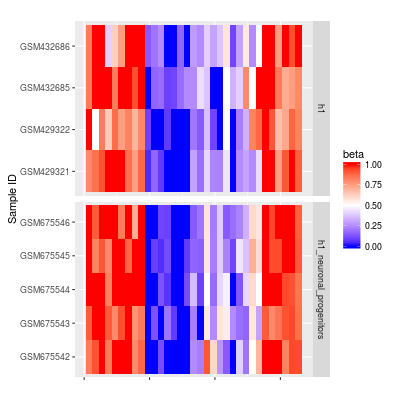 Sample ID
GSM432686
GSM432685
GSM429322
GSM429321
h1
GSM675546
GSM675545
GSM675544
GSM675543
GSM675542
h1_neuronal_progenitors
beta
1.00
0.75
0.50
0.25
0.00